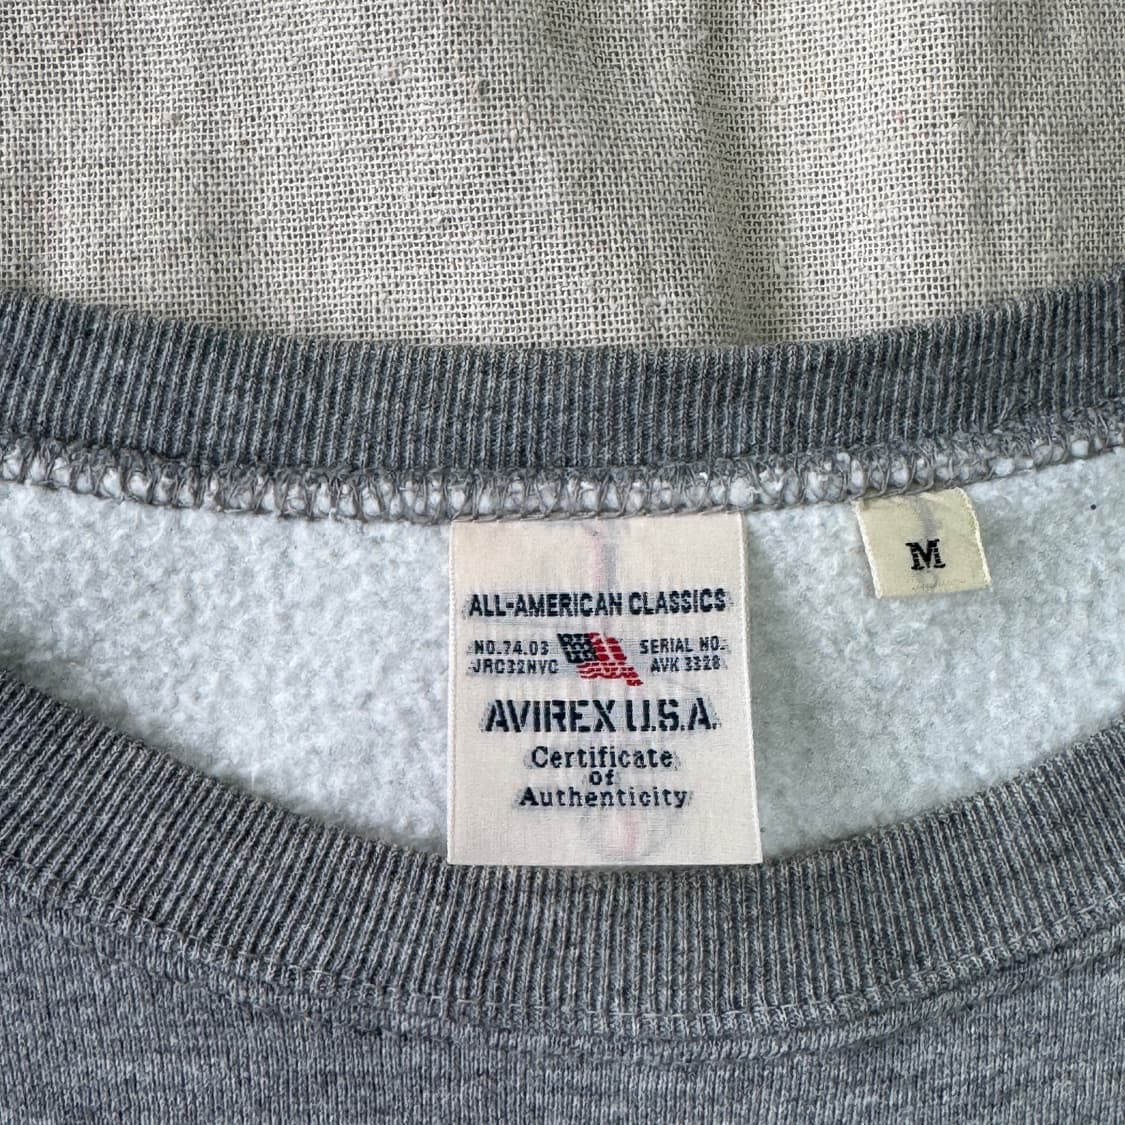 ALL-AMERICAN CLASSICS
NO.74.03
JRC32NYC
SERIAL NO.
AVK 3328
AVIREX U.S.A.
Certificate
of
Authenticity
M